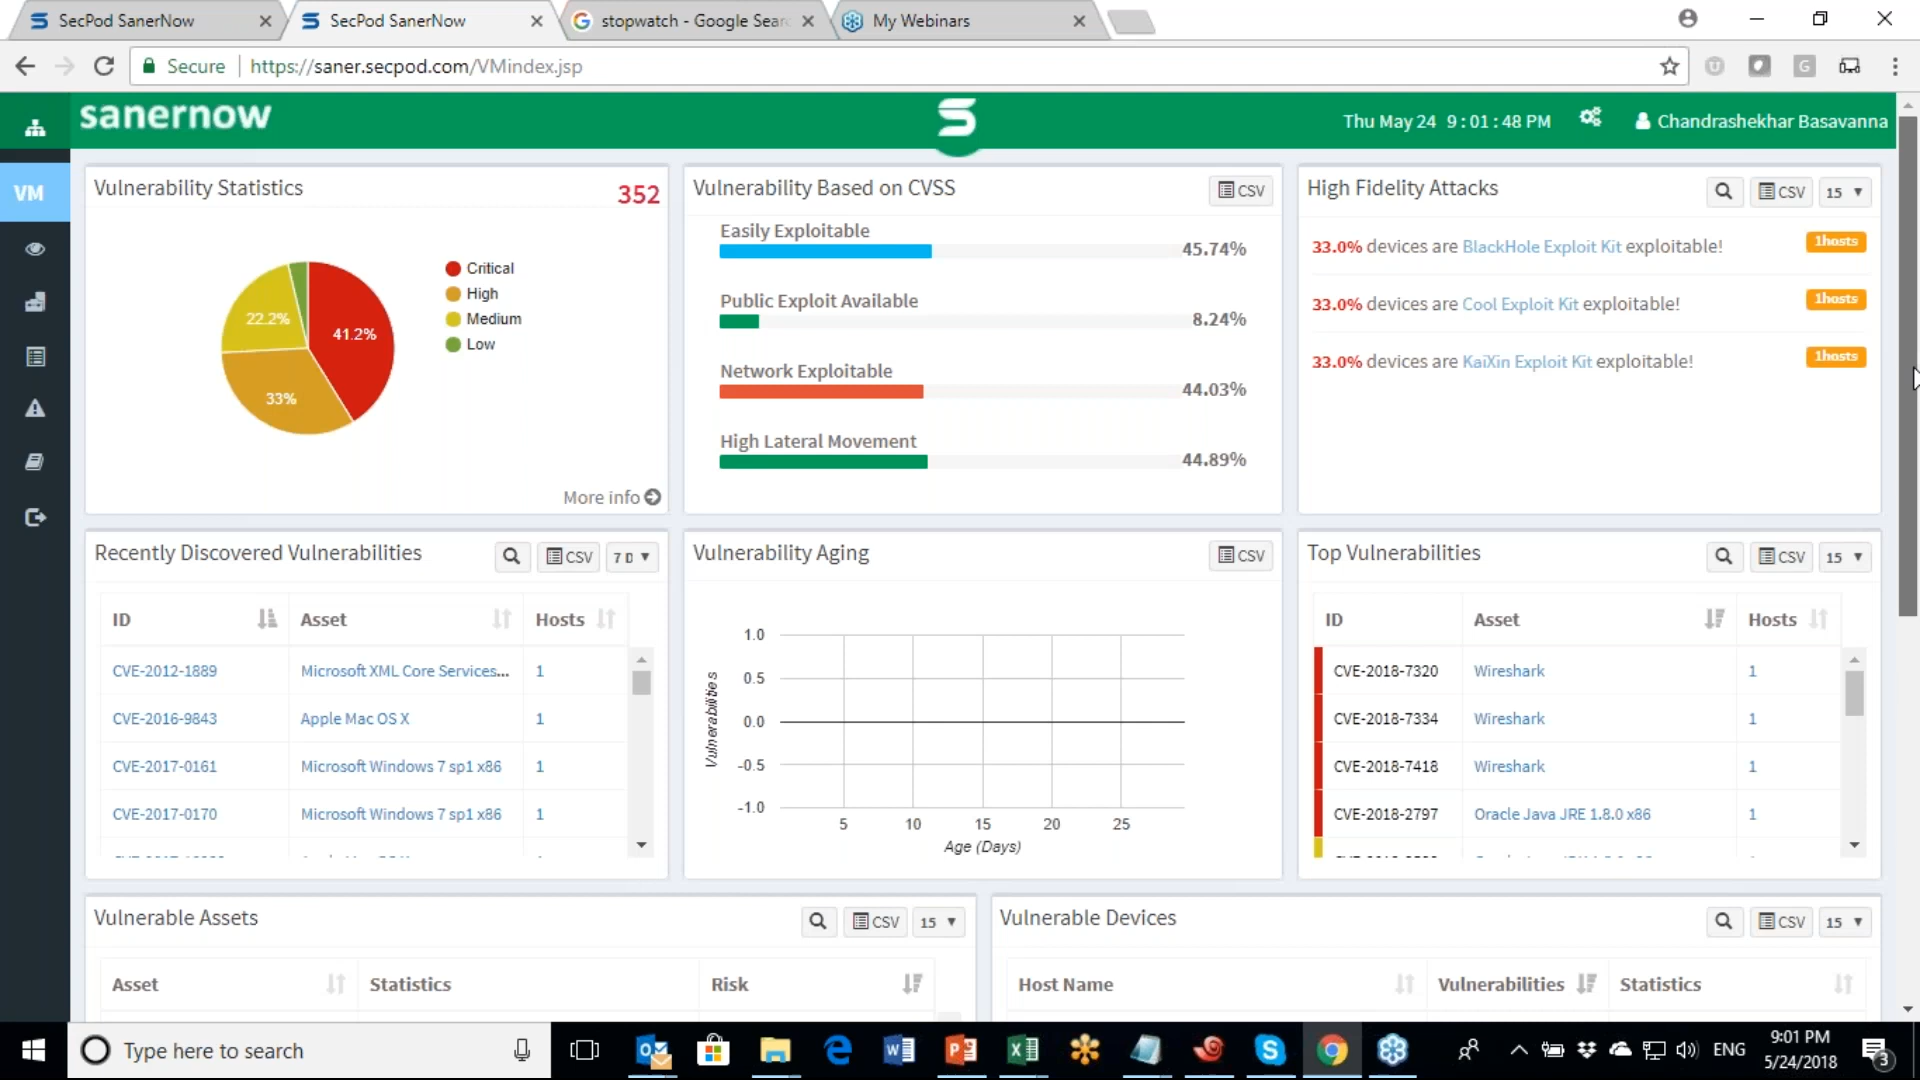 SecPod SanerNow
SecPod SanerNow
stopwatch - Google Sear
My Webinars
Secure
https://saner.secpod.com/VMindex.jsp
sanernow
Thu May 24 9:01:48 PM
Chandrashekhar Basavanna
VM
Vulnerability Statistics
352
41.2%
33%
22.2%
Critical
High
Medium
Low
More info
Vulnerability Based on CVSS
CSV
Easily Exploitable
45.74%
Public Exploit Available
8.24%
Network Exploitable
44.03%
High Lateral Movement
44.89%
High Fidelity Attacks
CSV
15
33.0% devices are BlackHole Exploit Kit exploitable!
1hosts
33.0% devices are Cool Exploit Kit exploitable!
1hosts
33.0% devices are KaiXin Exploit Kit exploitable!
1hosts
Recently Discovered Vulnerabilities
CSV
7 D
ID Asset Hosts
CVE-2012-1889 Microsoft XML Core Services... 1
CVE-2016-9843 Apple Mac OS X 1
CVE-2017-0161 Microsoft Windows 7 sp1 x86 1
CVE-2017-0170 Microsoft Windows 7 sp1 x86 1
Vulnerability Aging
CSV
Vulnerabilities
1.0
0.5
0.0
-0.5
-1.0
5 10 15 20 25
Age (Days)
Top Vulnerabilities
CSV
15
ID Asset Hosts
CVE-2018-7320 Wireshark 1
CVE-2018-7334 Wireshark 1
CVE-2018-7418 Wireshark 1
CVE-2018-2797 Oracle Java JRE 1.8.0 x86 1
Vulnerable Assets
CSV
15
Asset Statistics Risk
Vulnerable Devices
CSV
15
Host Name Vulnerabilities Statistics
Type here to search
ENG
9:01 PM
5/24/2018
3